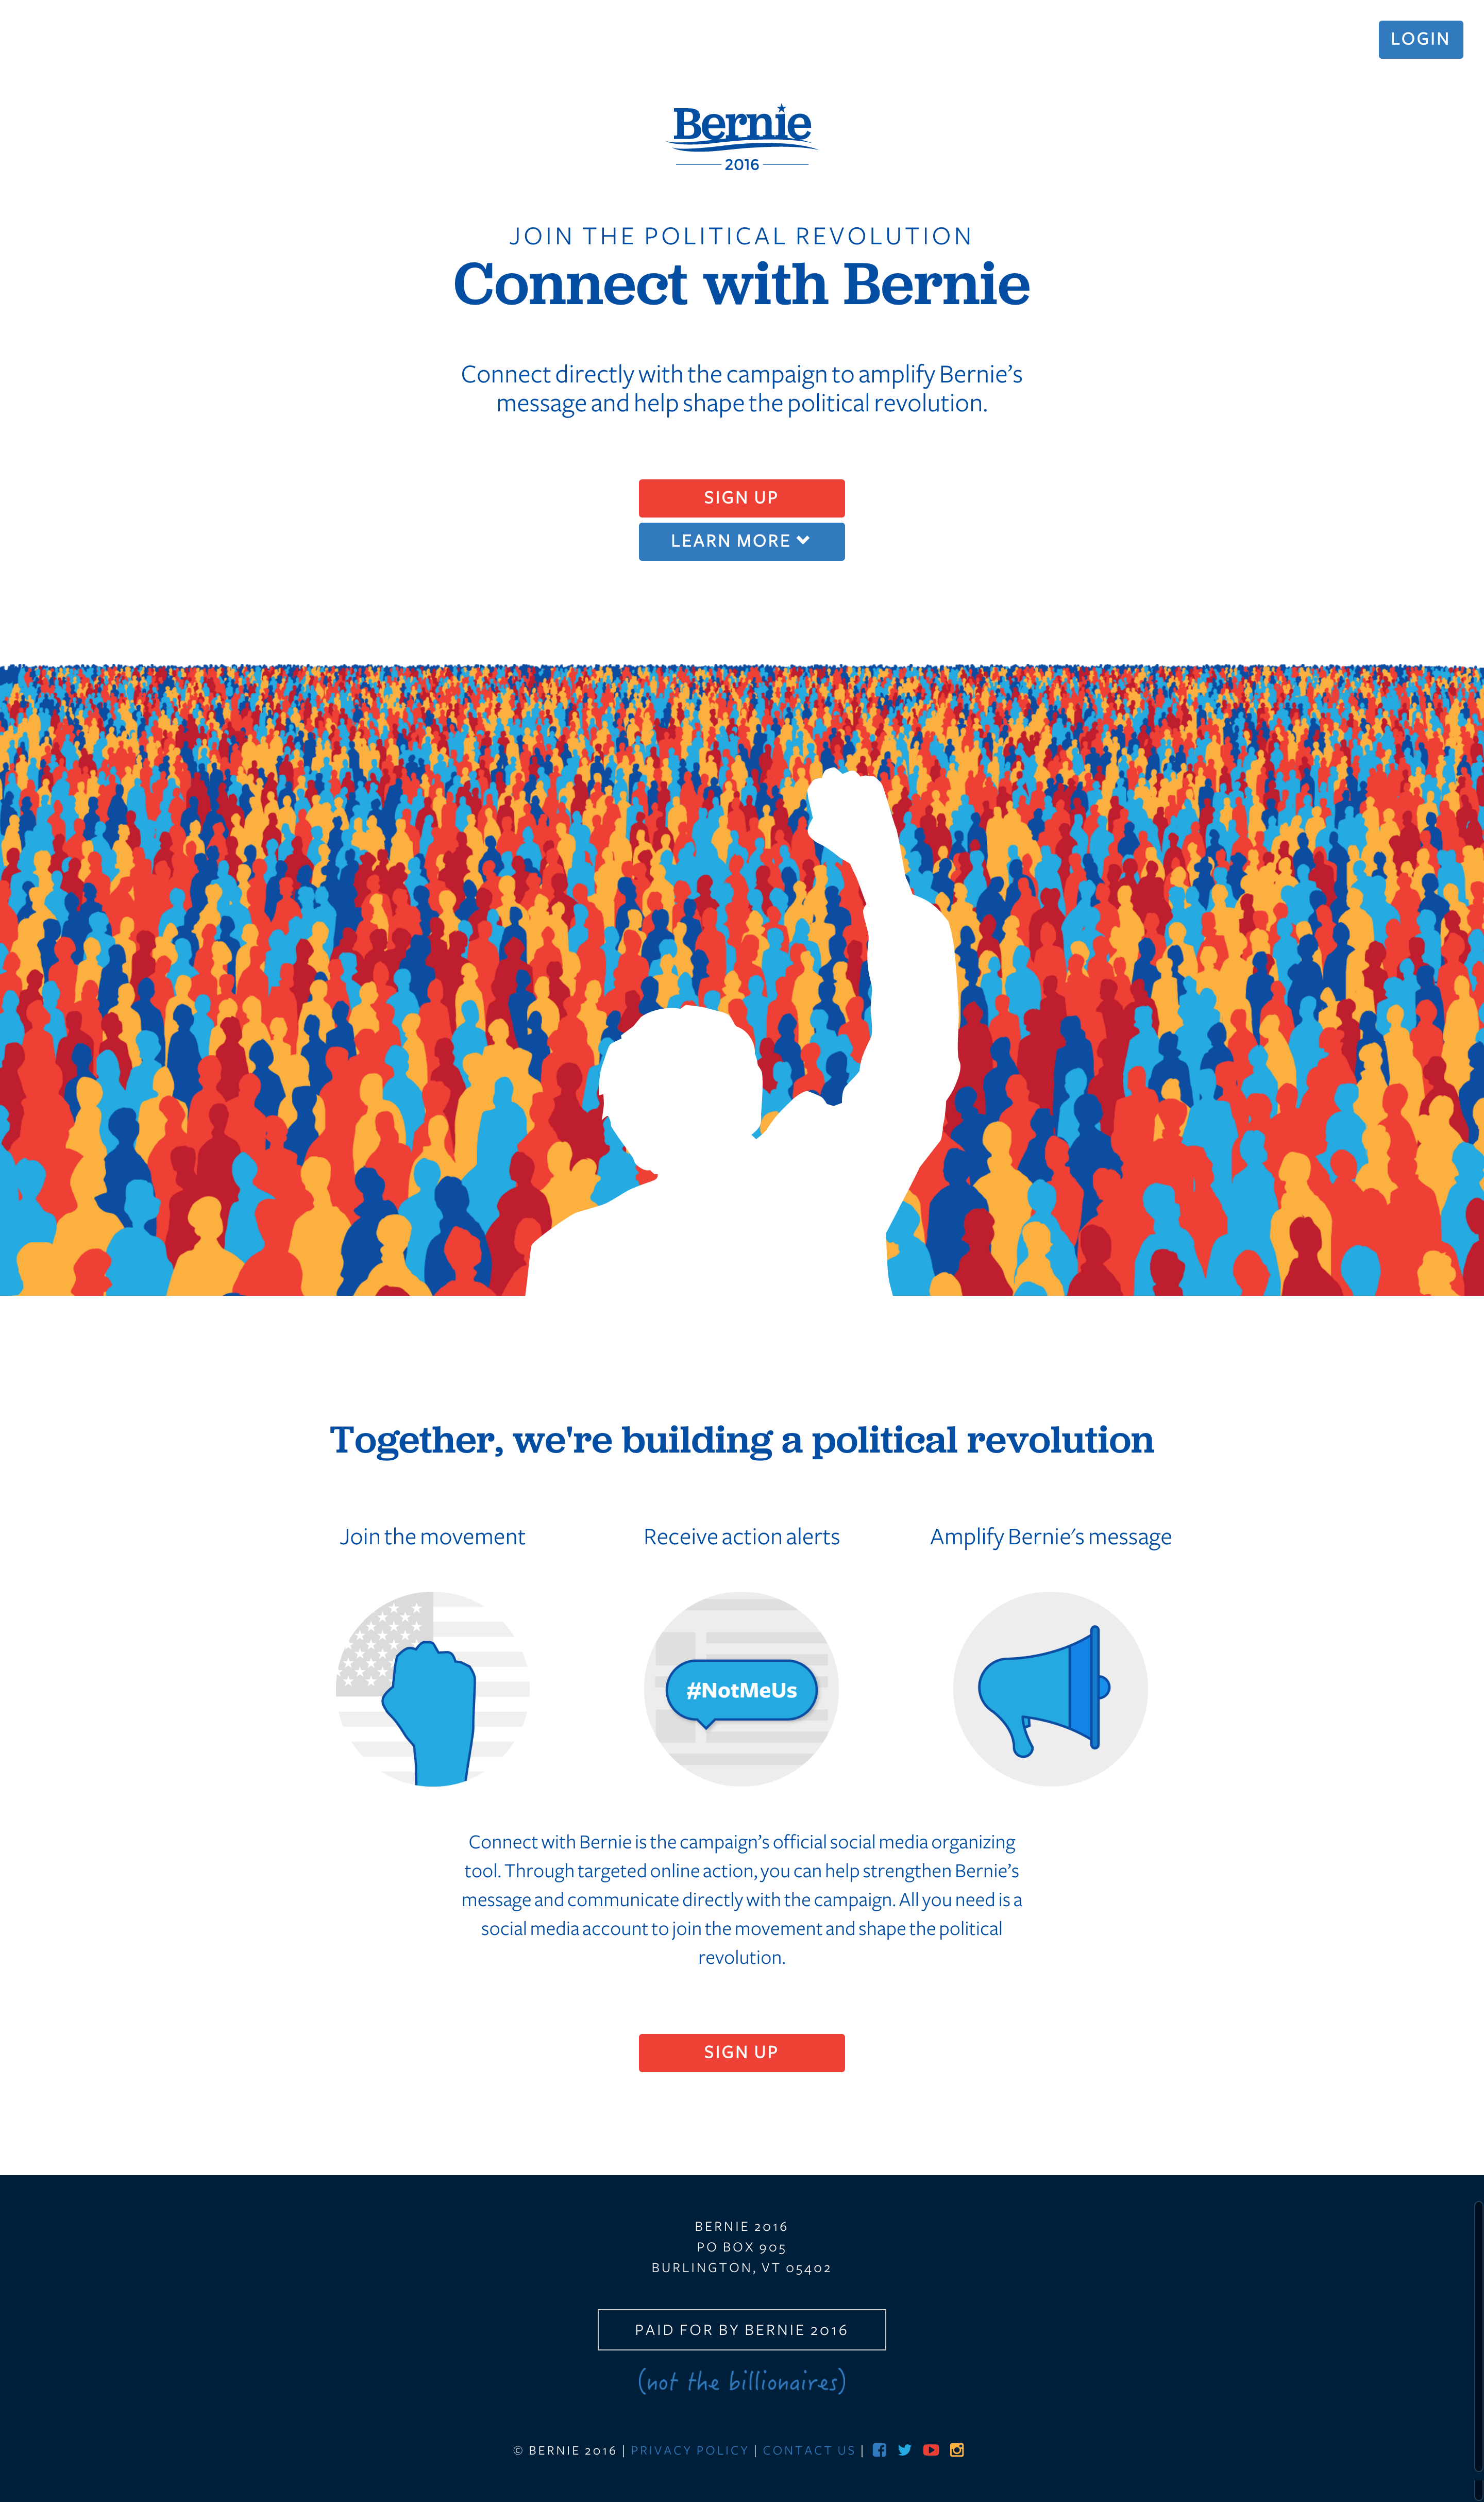 LOGIN
Bernie
2016
JOIN THE POLITICAL REVOLUTION
Connect with Bernie
Connect directly with the campaign to amplify Bernie’s
message and help shape the political revolution.
SIGN UP
LEARN MORE
Together, we're building a political revolution
Join the movement
Receive action alerts
Amplify Bernie's message
#NotMeUs
Connect with Bernie is the campaign’s official social media organizing
tool. Through targeted online action, you can help strengthen Bernie’s
message and communicate directly with the campaign. All you need is a
social media account to join the movement and shape the political
revolution.
SIGN UP
BERNIE 2016
PO BOX 905
BURLINGTON, VT 05402
PAID FOR BY BERNIE 2016
(not the billionaires)
© BERNIE 2016 | PRIVACY POLICY | CONTACT US |